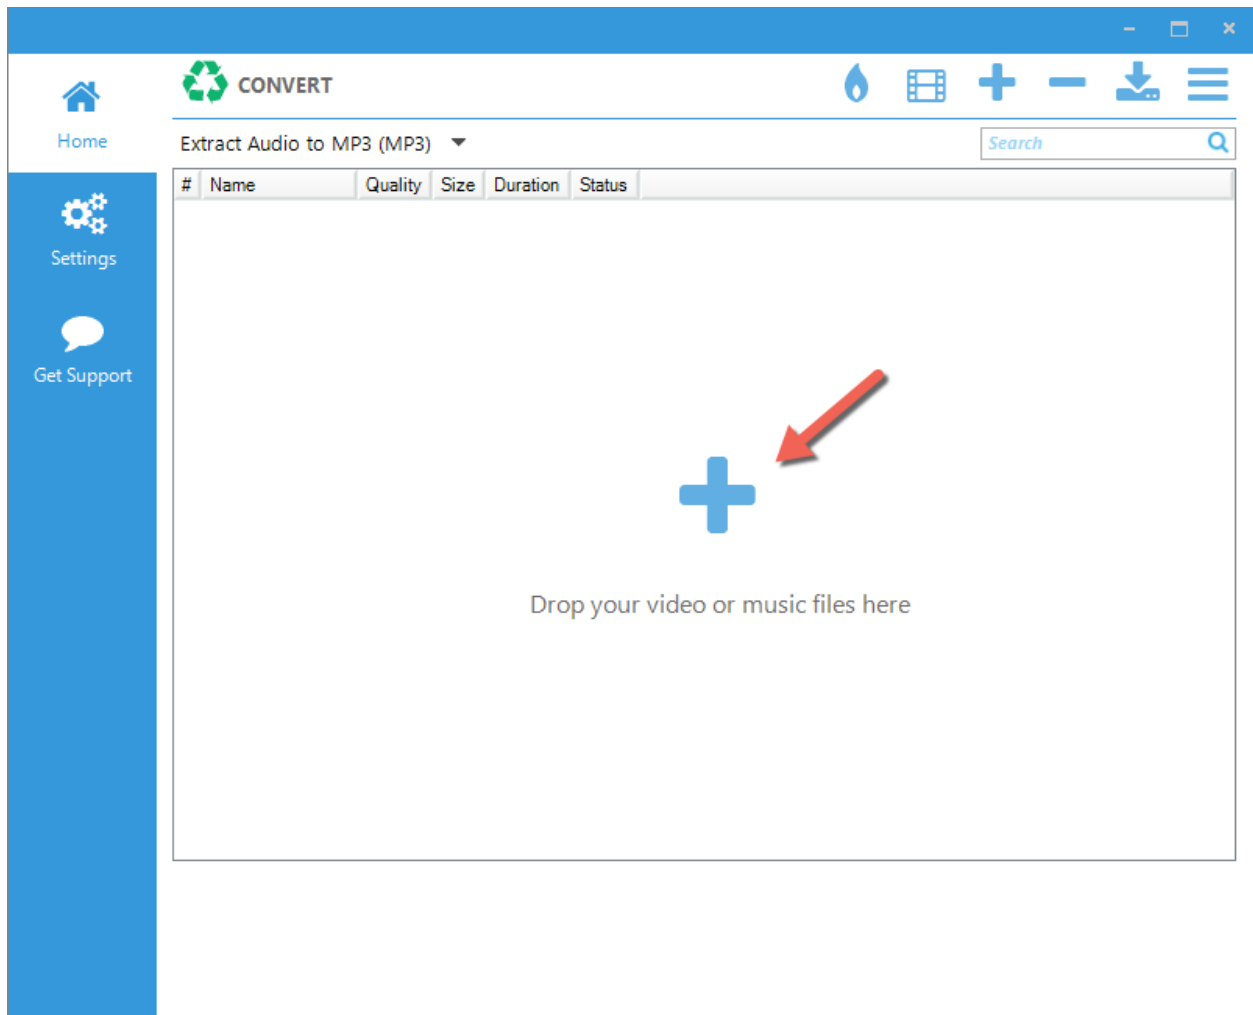 CONVERT
Home
Extract Audio to MP3 (MP3)
Search
# Name Quality Size Duration Status
Settings
Get Support
Drop your video or music files here